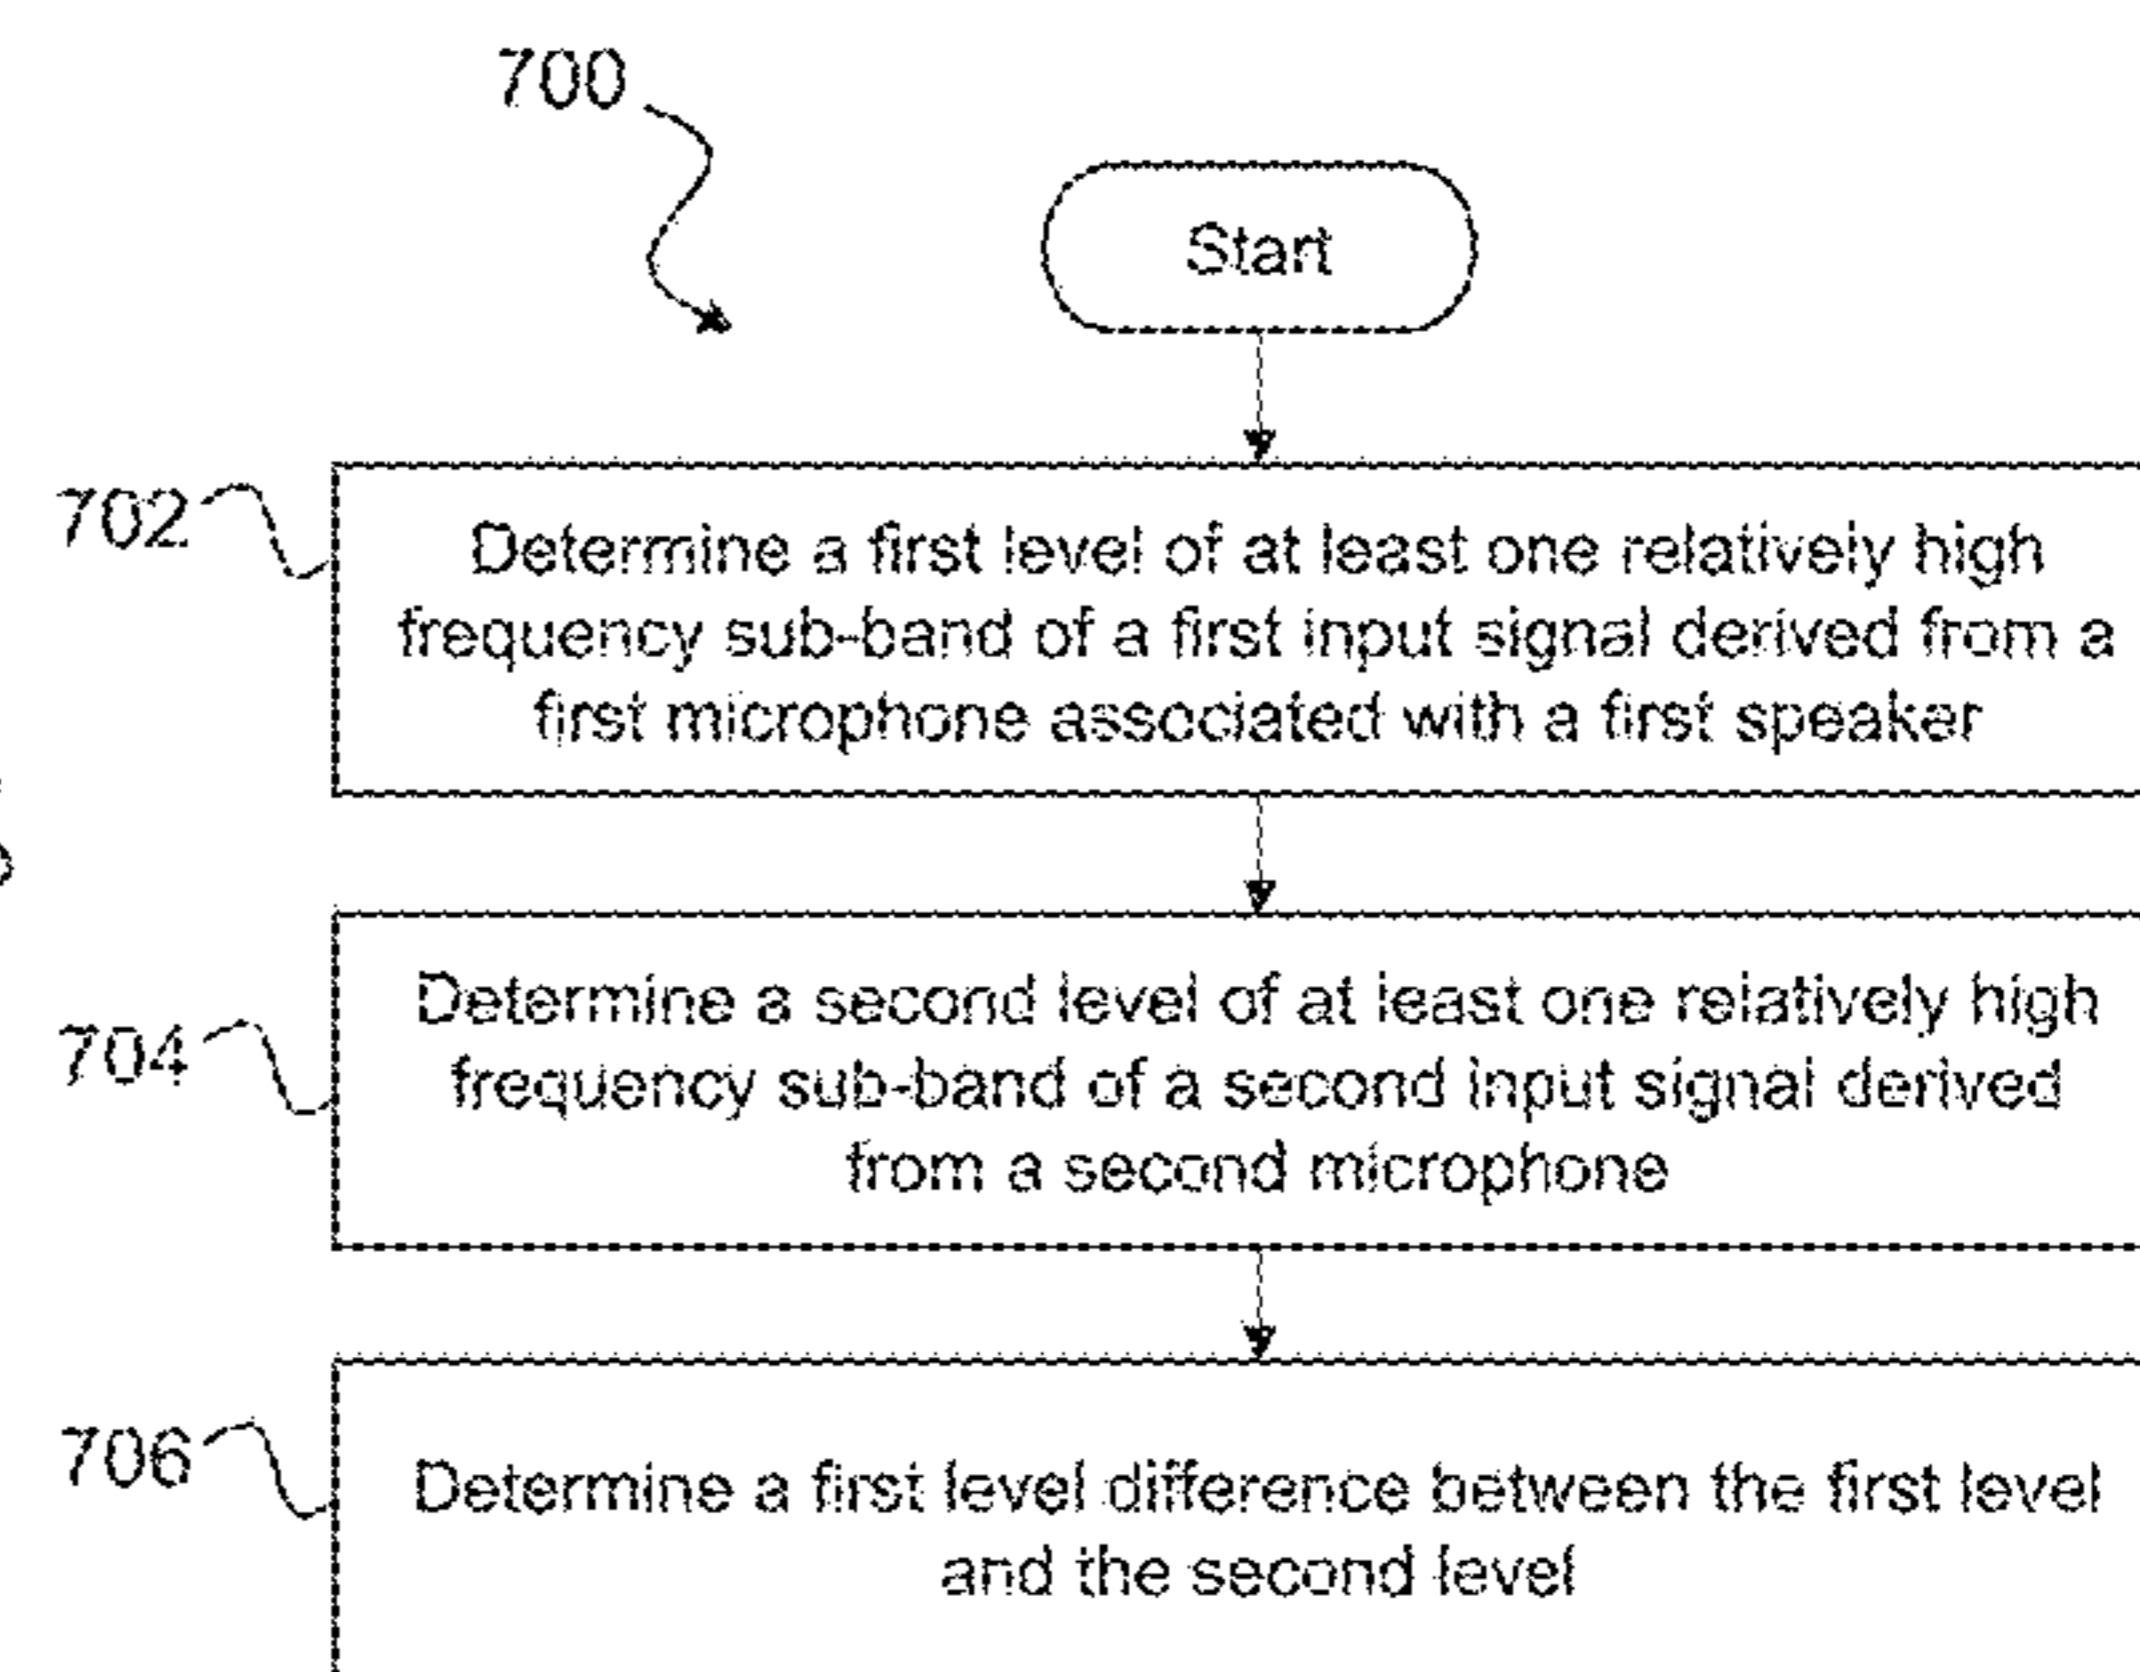 700
Start
702
Determine a first level of at least one relatively high
frequency sub-band of a first input signal derived from a
first microphone associated with a first speaker
704
Determine a second level of at least one relatively high
frequency sub-band of a second input signal derived
from a second microphone
706
Determine a first level difference between the first level
and the second level